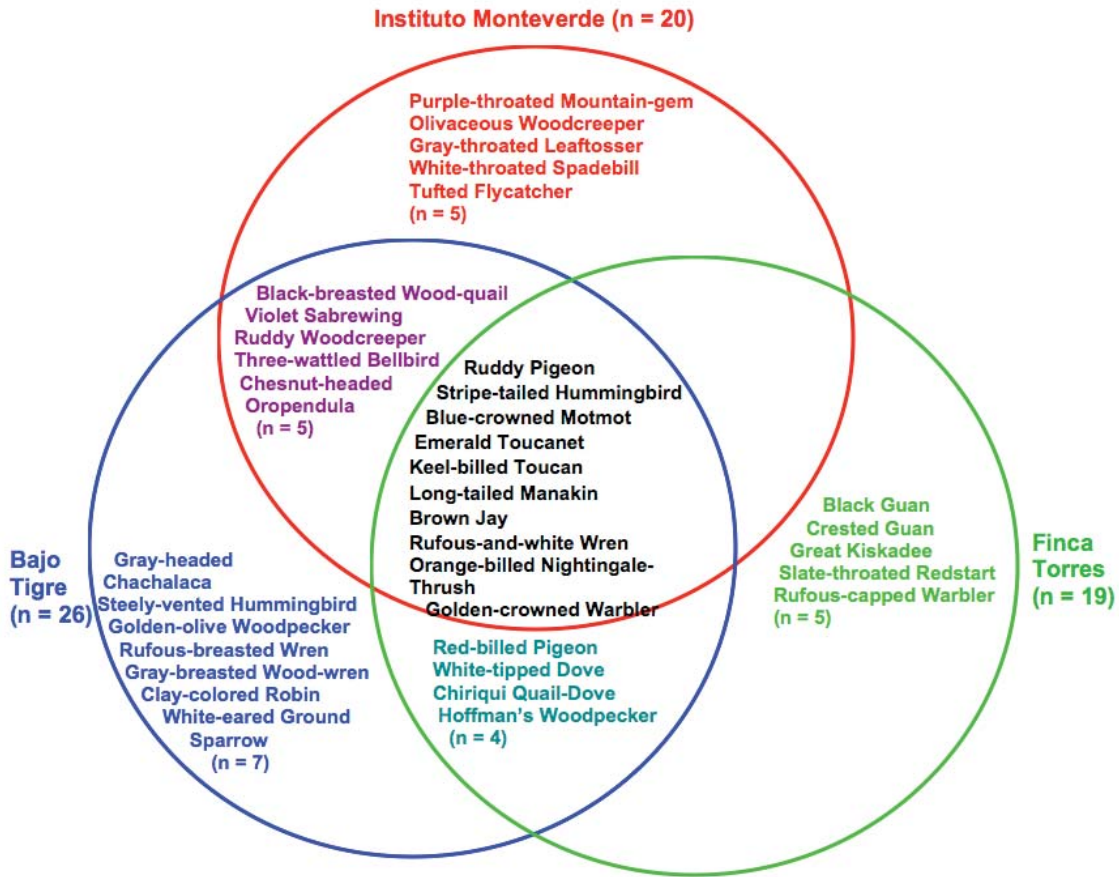 Instituto Monteverde (n = 20)
Purple-throated Mountain-gem
Olivaceous Woodcreeper
Gray-throated Leaftosser
White-throated Spadebill
Tufted Flycatcher
(n = 5)
Black-breasted Wood-quail
Violet Sabrewing
Ruddy Woodcreeper
Three-wattled Bellbird
Chesnut-headed
Oropendula
(n = 5)
Ruddy Pigeon
Stripe-tailed Hummingbird
Blue-crowned Motmot
Emerald Toucanet
Keel-billed Toucan
Long-tailed Manakin
Brown Jay
Rufous-and-white Wren
Orange-billed Nightingale-
Thrush
Golden-crowned Warbler
Black Guan
Crested Guan
Great Kiskadee
Slate-throated Redstart
Rufous-capped Warbler
(n = 5)
Finca
Torres
(n = 19)
Bajo
Tigre
(n = 26)
Gray-headed
Chachalaca
Steely-vented Hummingbird
Golden-olive Woodpecker
Rufous-breasted Wren
Gray-breasted Wood-wren
Clay-colored Robin
White-eared Ground
Sparrow
(n = 7)
Red-billed Pigeon
White-tipped Dove
Chiriqui Quail-Dove
Hoffman's Woodpecker
(n = 4)